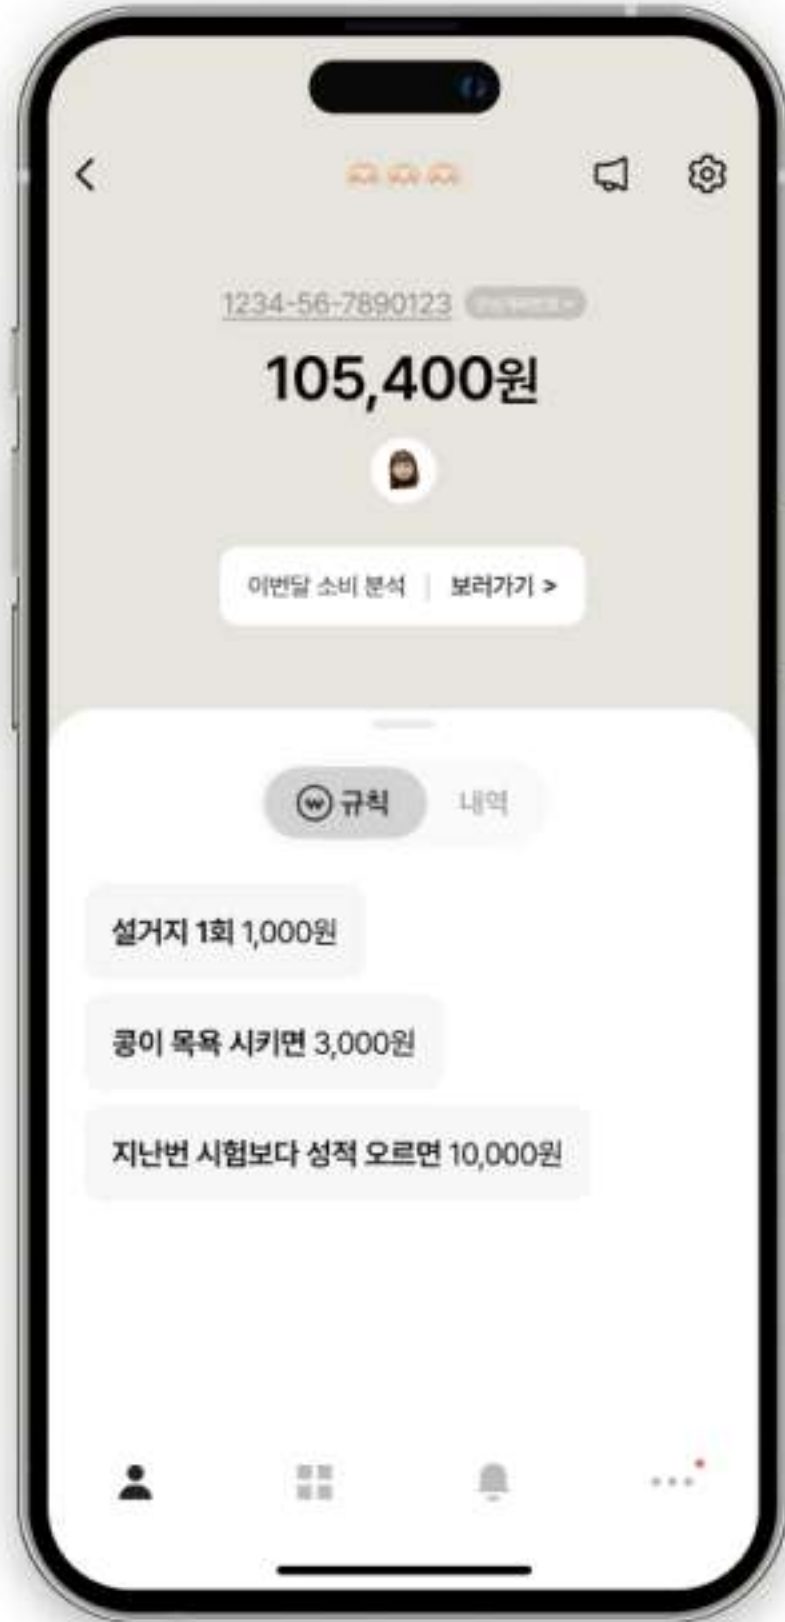 1234-56-7890123
105,400원
이번달 소비 분석 | 보러가기 >
₩ 규칙 내역
설거지 1회 1,000원
콩이 목욕 시키면 3,000원
지난번 시험보다 성적 오르면 10,000원